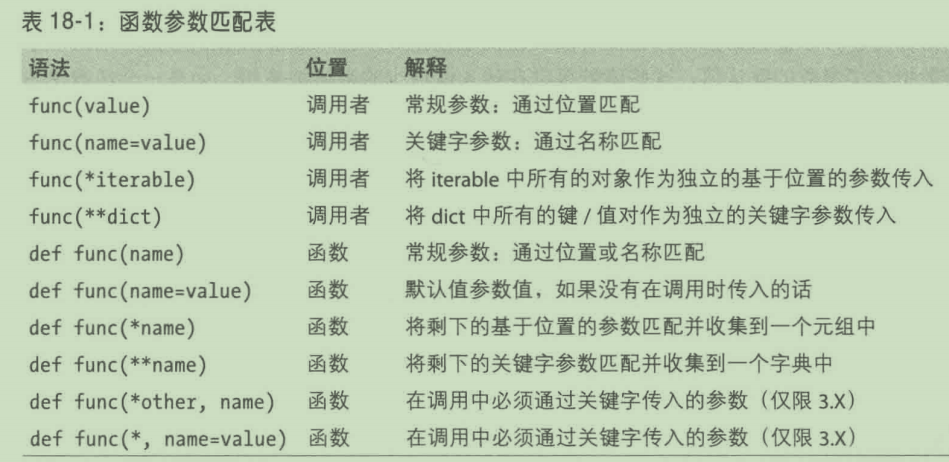 表 18-1：函数参数匹配表
语法 位置 解释
func(value) 调用者 常规参数：通过位置匹配
func(name=value) 调用者 关键字参数：通过名称匹配
func(*iterable) 调用者 将 iterable 中所有的对象作为独立的基于位置的参数传入
func(**dict) 调用者 将 dict 中所有的键 / 值对作为独立的关键字参数传入
def func(name) 函数 常规参数：通过位置或名称匹配
def func(name=value) 函数 默认值参数值，如果没有在调用时传入的话
def func(*name) 函数 将剩下的基于位置的参数匹配并收集到一个元组中
def func(**name) 函数 将剩下的关键字参数匹配并收集到一个字典中
def func(*other, name) 函数 在调用中必须通过关键字传入的参数（仅限 3.X）
def func(*, name=value) 函数 在调用中必须通过关键字传入的参数（仅限 3.X）